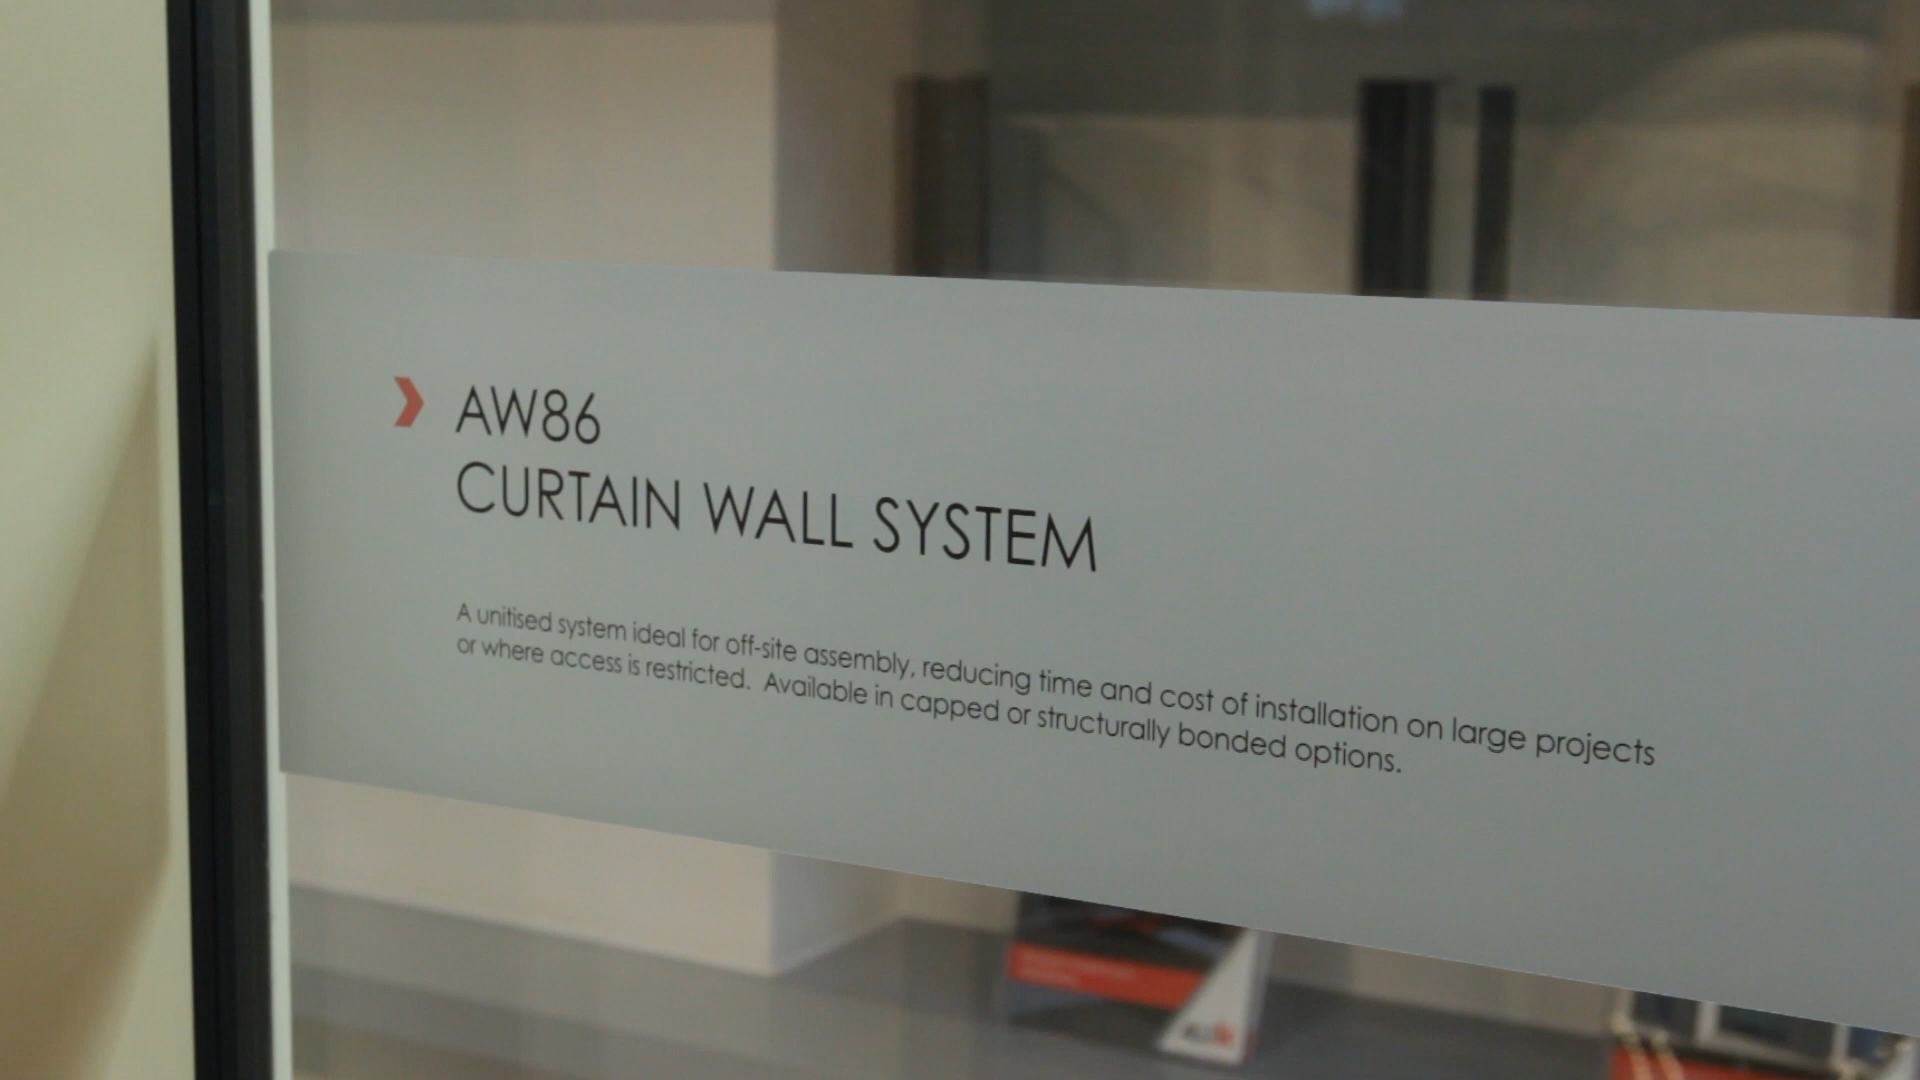 AW86
CURTAIN WALL SYSTEM
A unitised system ideal for off-site assembly, reducing time and cost of installation on large projects
or where access is restricted.  Available in capped or structurally bonded options.